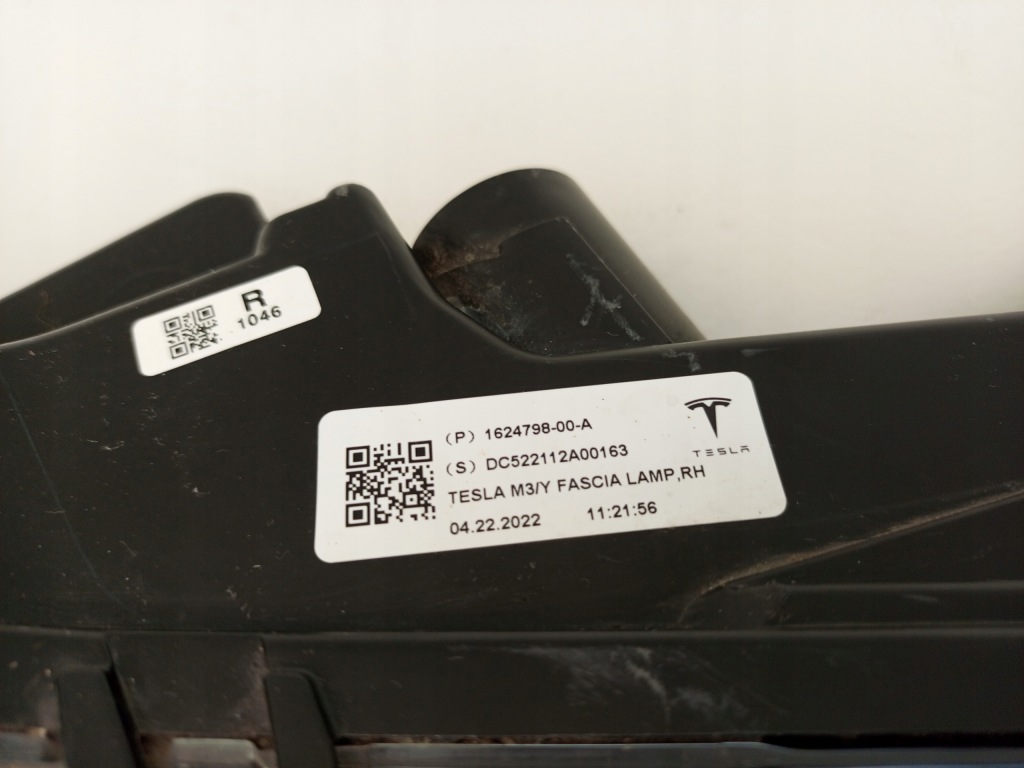 R
1046
(P) 1624798-00-A
(S) DC522112A00163
TESLA M3/Y FASCIA LAMP,RH
04.22.2022 11:21:56
TESLA